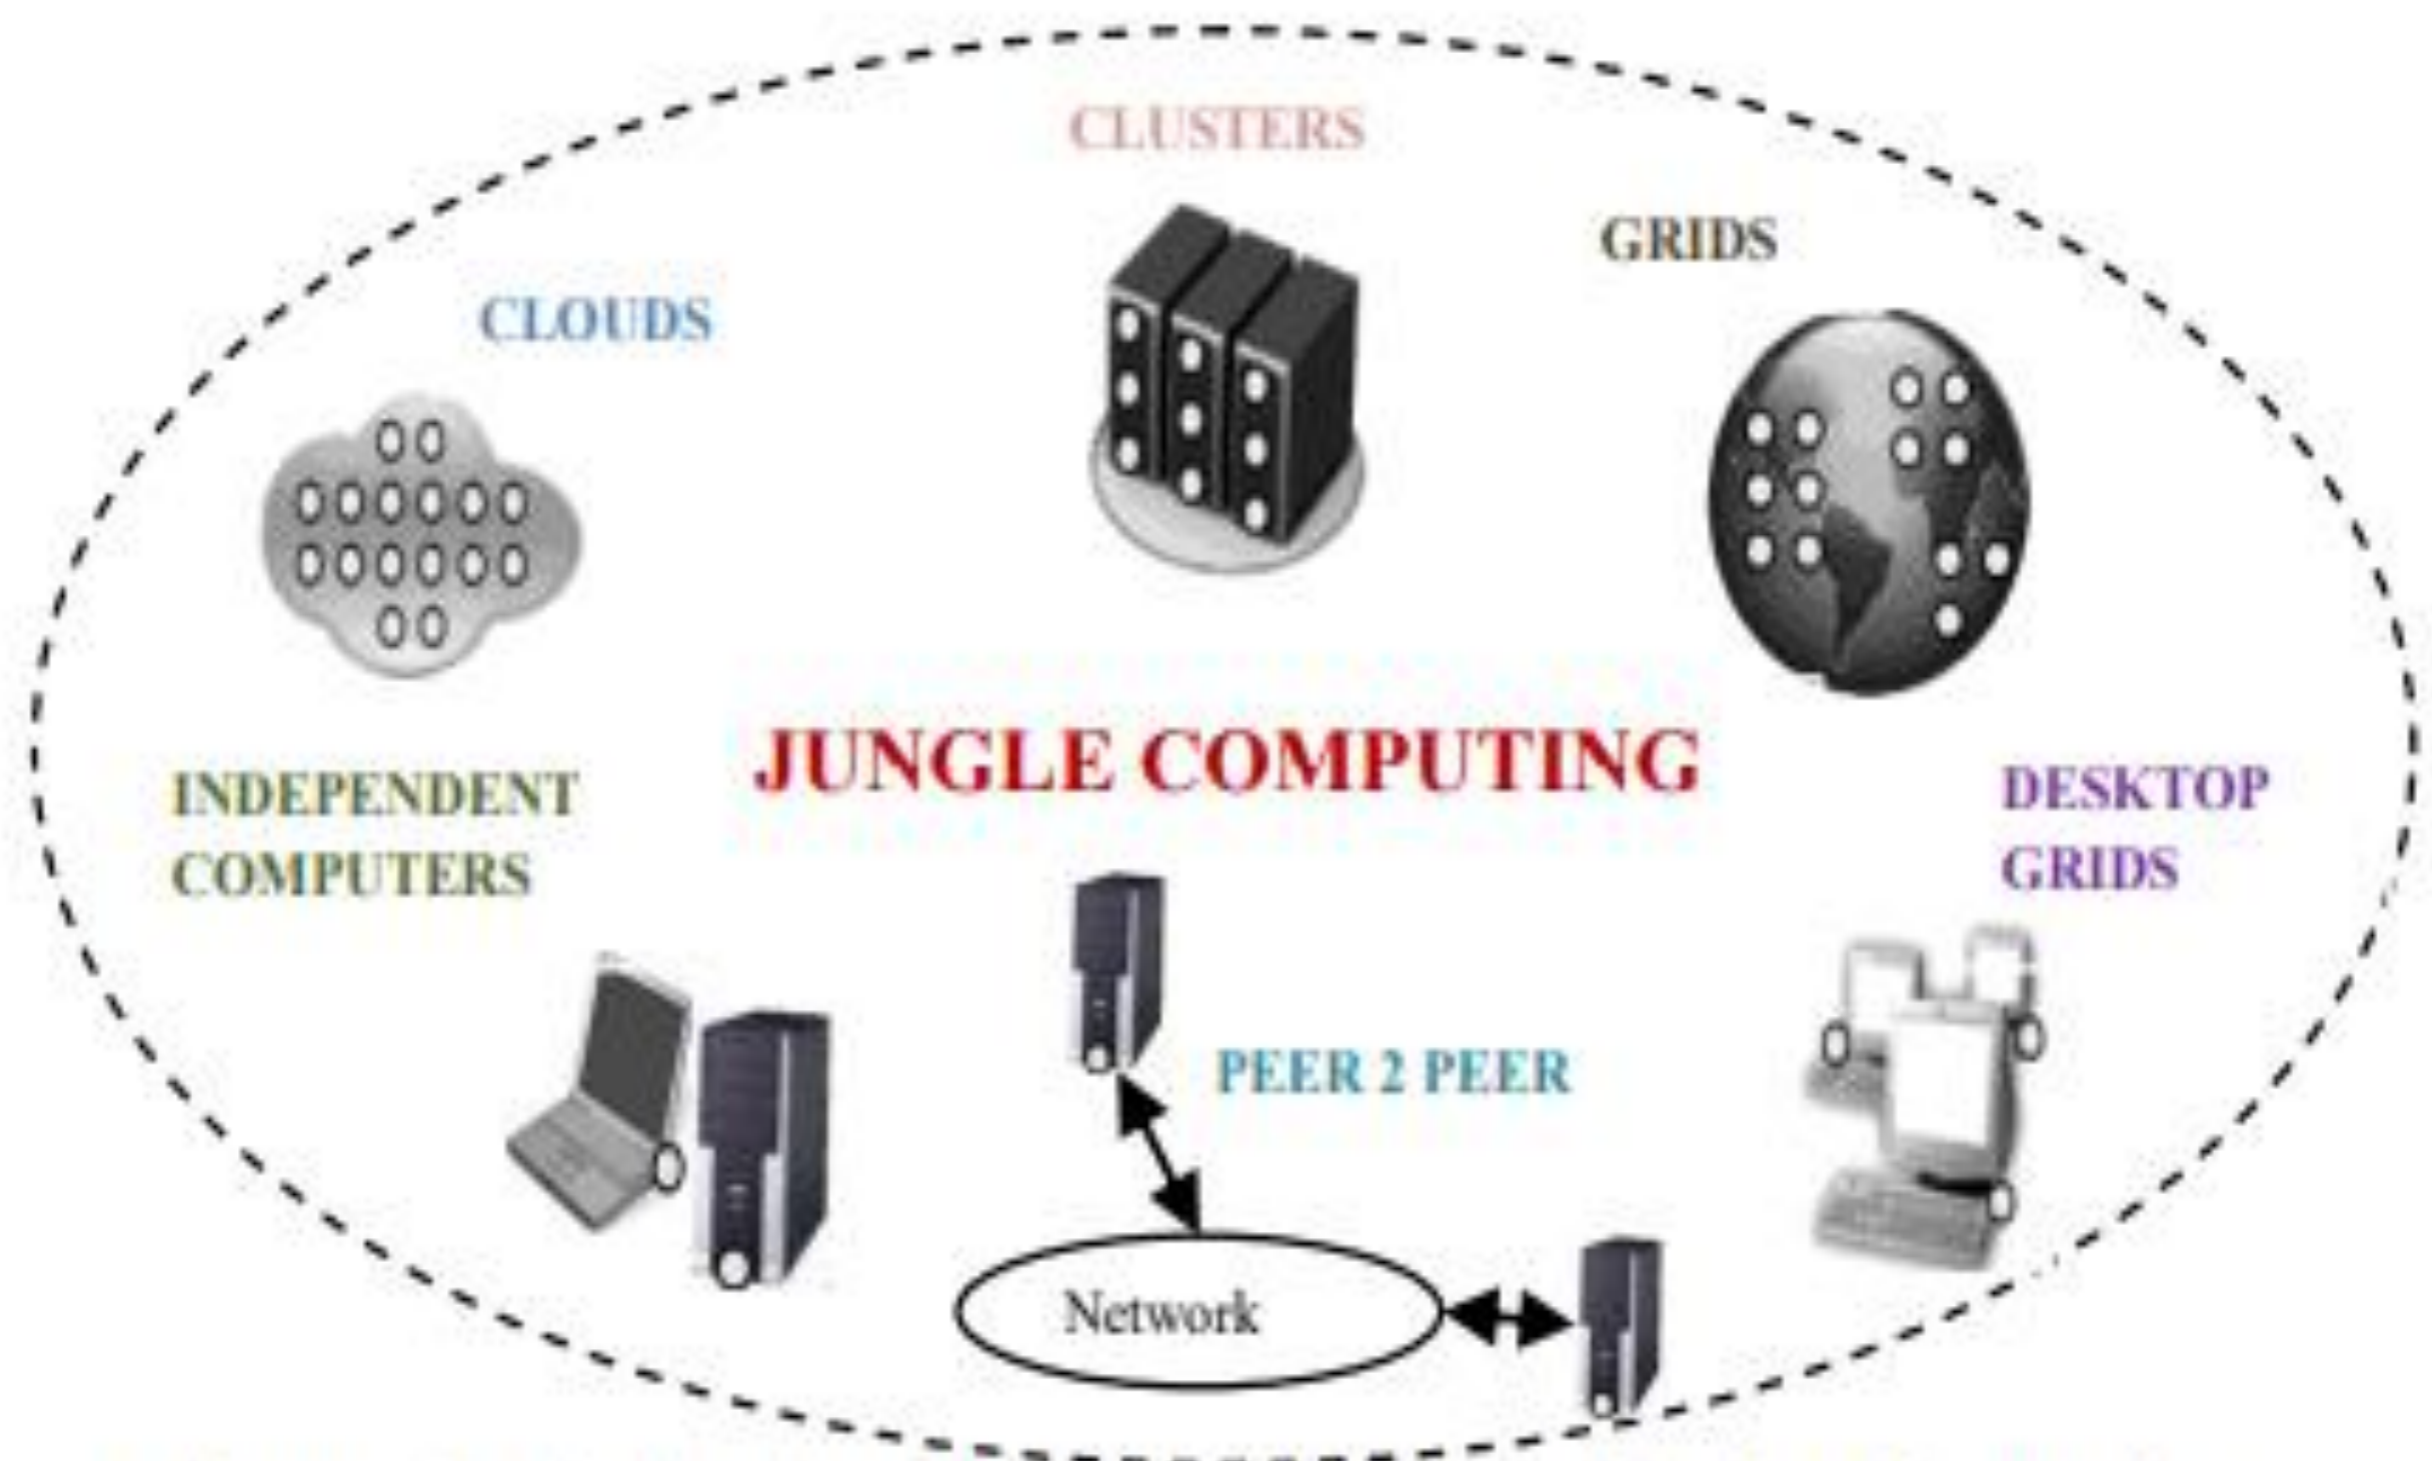 CLUSTERS
GRIDS
CLOUDS
JUNGLE COMPUTING
INDEPENDENT
COMPUTERS
DESKTOP
GRIDS
PEER 2 PEER
Network